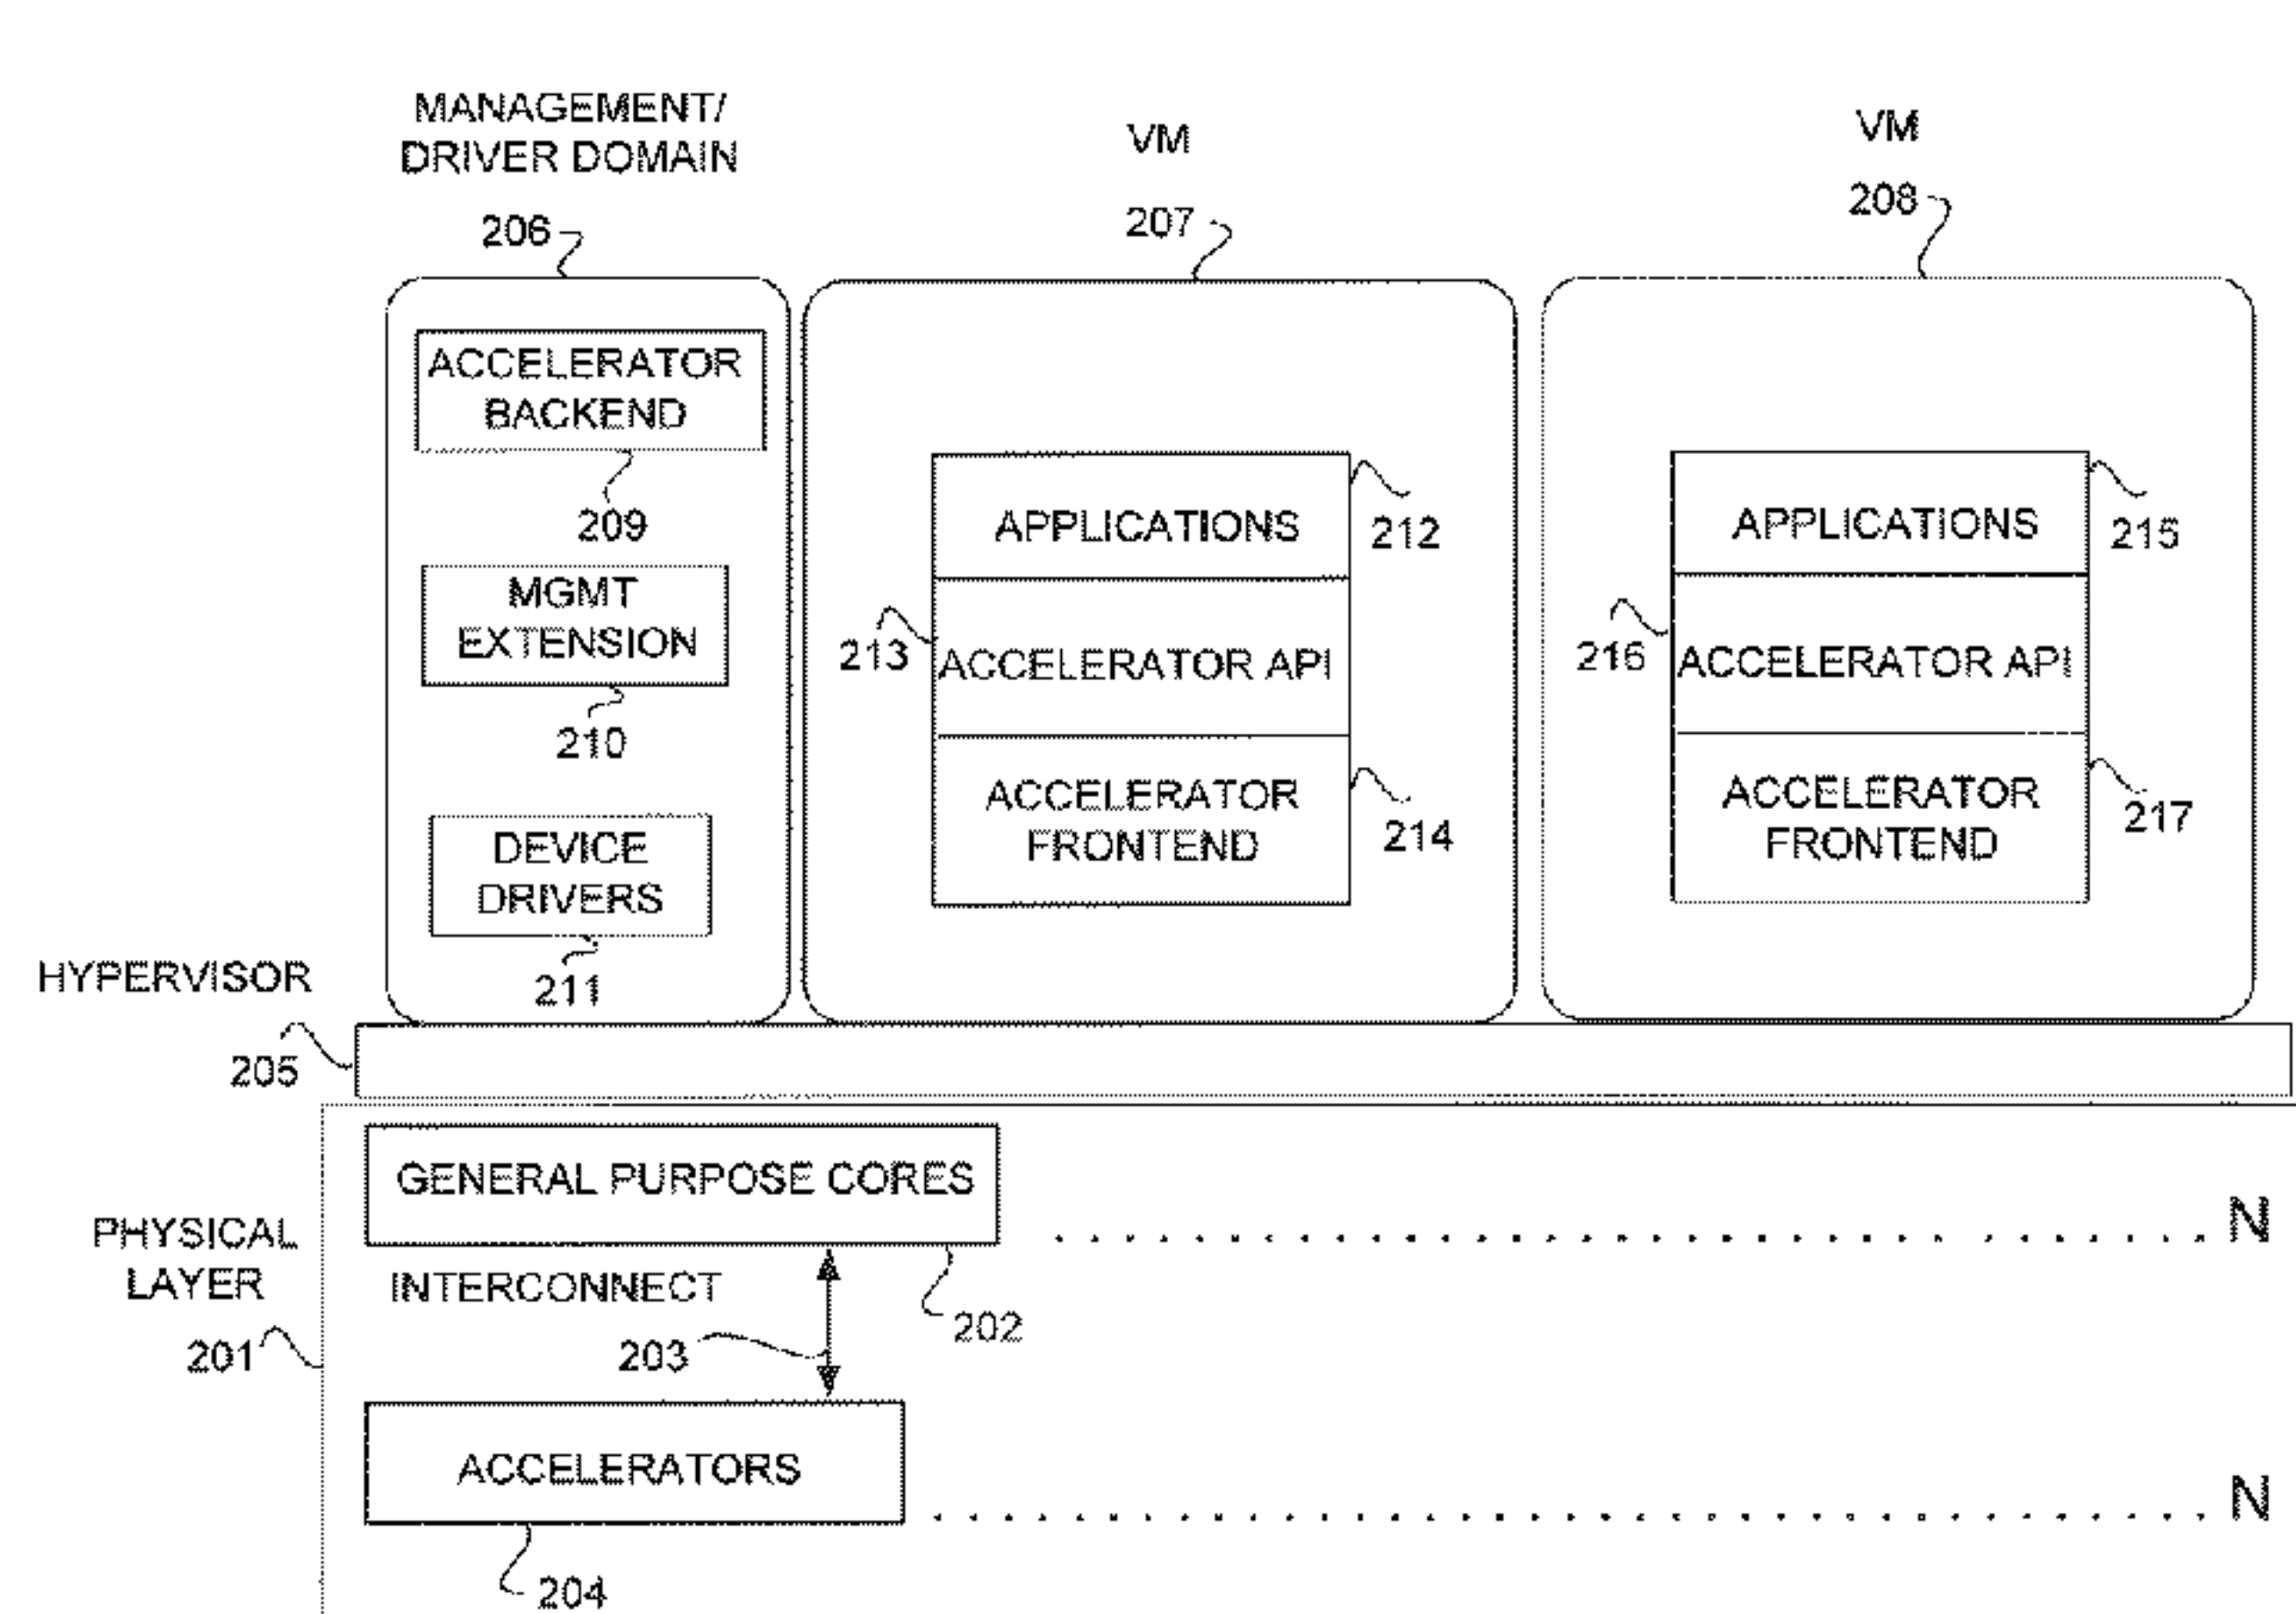 MANAGEMENT/
DRIVER DOMAIN
206
VM
207
VM
208
ACCELERATOR
BACKEND
209
MGMT
EXTENSION
210
DEVICE
DRIVERS
211
APPLICATIONS
212
213
ACCELERATOR API
ACCELERATOR
FRONTEND
214
APPLICATIONS
215
216
ACCELERATOR API
ACCELERATOR
FRONTEND
217
HYPERVISOR
205
PHYSICAL
LAYER
201
GENERAL PURPOSE CORES
202
N
INTERCONNECT
203
ACCELERATORS
204
N